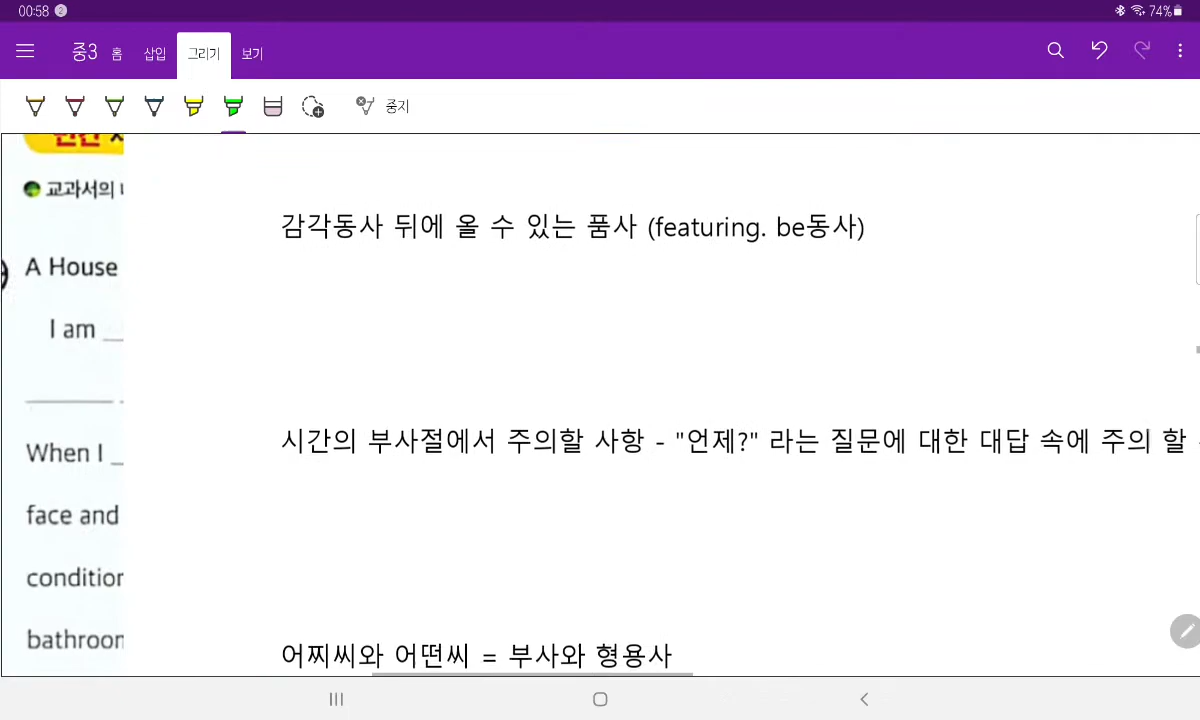 00:58 2 74%
중3 홈 삽입 그리기 보기
중지
교과서의
A House
I am __
When I _
face and
condition
bathroom
감각동사 뒤에 올 수 있는 품사 (featuring. be동사)
시간의 부사절에서 주의할 사항 - "언제?" 라는 질문에 대한 대답 속에 주의 할
어찌씨와 어떤씨 = 부사와 형용사